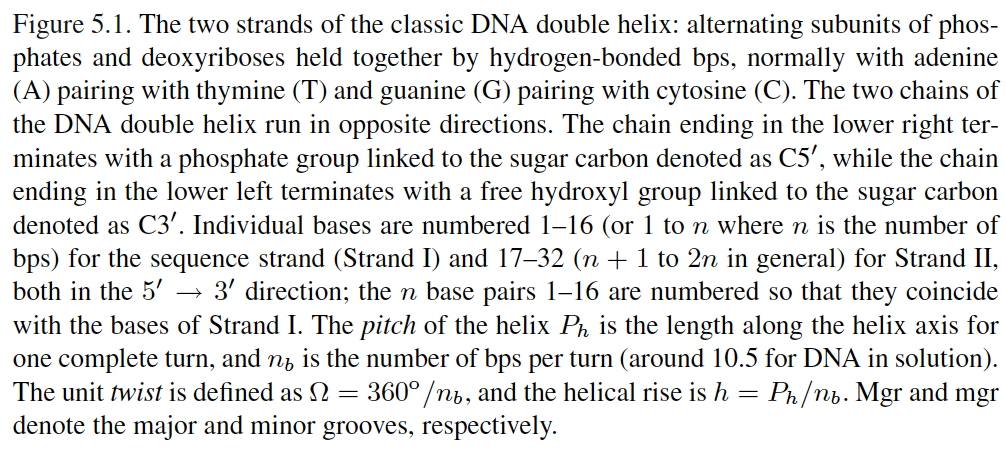 Figure 5.1. The two strands of the classic DNA double helix: alternating subunits of phos-
phates and deoxyriboses held together by hydrogen-bonded bps, normally with adenine
(A) pairing with thymine (T) and guanine (G) pairing with cytosine (C). The two chains of
the DNA double helix run in opposite directions. The chain ending in the lower right ter-
minates with a phosphate group linked to the sugar carbon denoted as C5′, while the chain
ending in the lower left terminates with a free hydroxyl group linked to the sugar carbon
denoted as C3′. Individual bases are numbered 1–16 (or 1 to n where n is the number of
bps) for the sequence strand (Strand I) and 17–32 (n + 1 to 2n in general) for Strand II,
both in the 5′ → 3′ direction; the n base pairs 1–16 are numbered so that they coincide
with the bases of Strand I. The pitch of the helix Pₕ is the length along the helix axis for
one complete turn, and n_b is the number of bps per turn (around 10.5 for DNA in solution).
The unit twist is defined as Ω = 360°/n_b, and the helical rise is h = Pₕ/n_b. Mgr and mgr
denote the major and minor grooves, respectively.